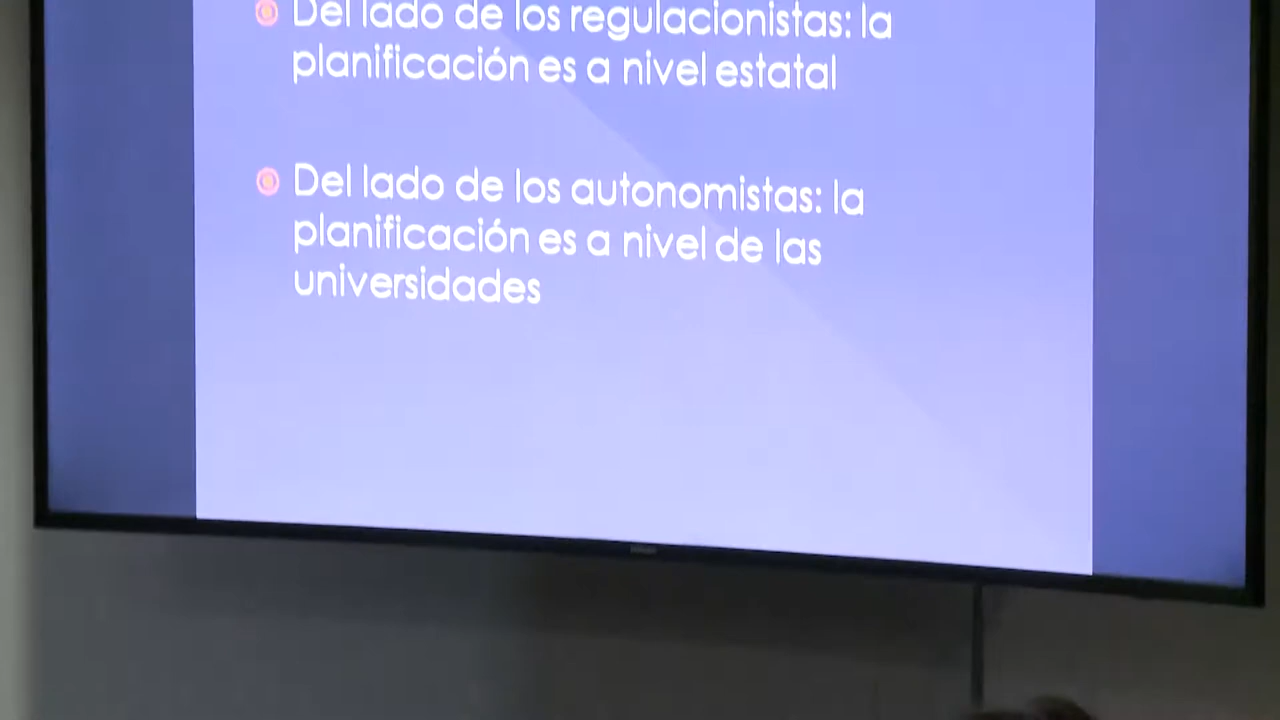 Del lado de los regulacionistas: la
planificación es a nivel estatal
Del lado de los autonomistas: la
planificación es a nivel de las
universidades